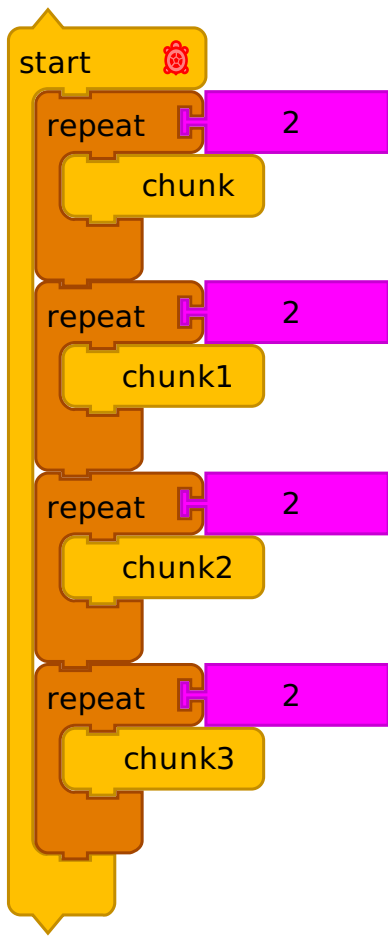 start
repeat 2
chunk
repeat 2
chunk1
repeat 2
chunk2
repeat 2
chunk3